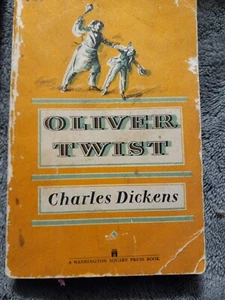 OLIVER
TWIST
Charles Dickens
A WASHINGTON SQUARE PRESS BOOK